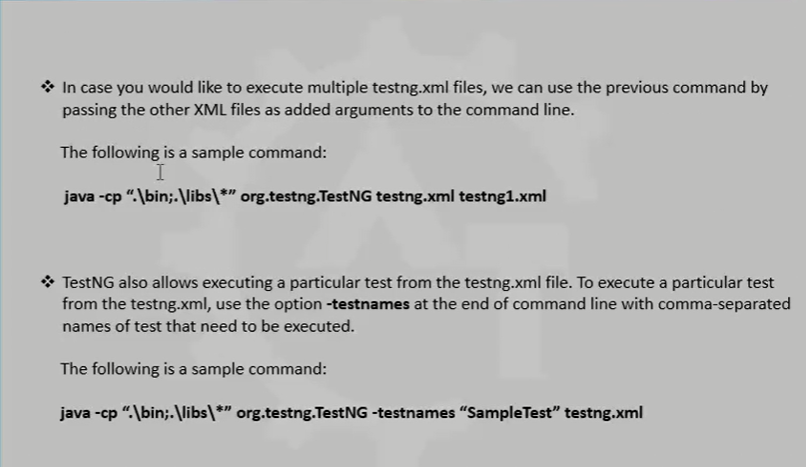 ❖ In case you would like to execute multiple testng.xml files, we can use the previous command by
passing the other XML files as added arguments to the command line.
The following is a sample command:
java -cp “.\bin;.\libs\*” org.testng.TestNG testng.xml testng1.xml
❖ TestNG also allows executing a particular test from the testng.xml file. To execute a particular test
from the testng.xml, use the option -testnames at the end of command line with comma-separated
names of test that need to be executed.
The following is a sample command:
java -cp “.\bin;.\libs\*” org.testng.TestNG -testnames “SampleTest” testng.xml